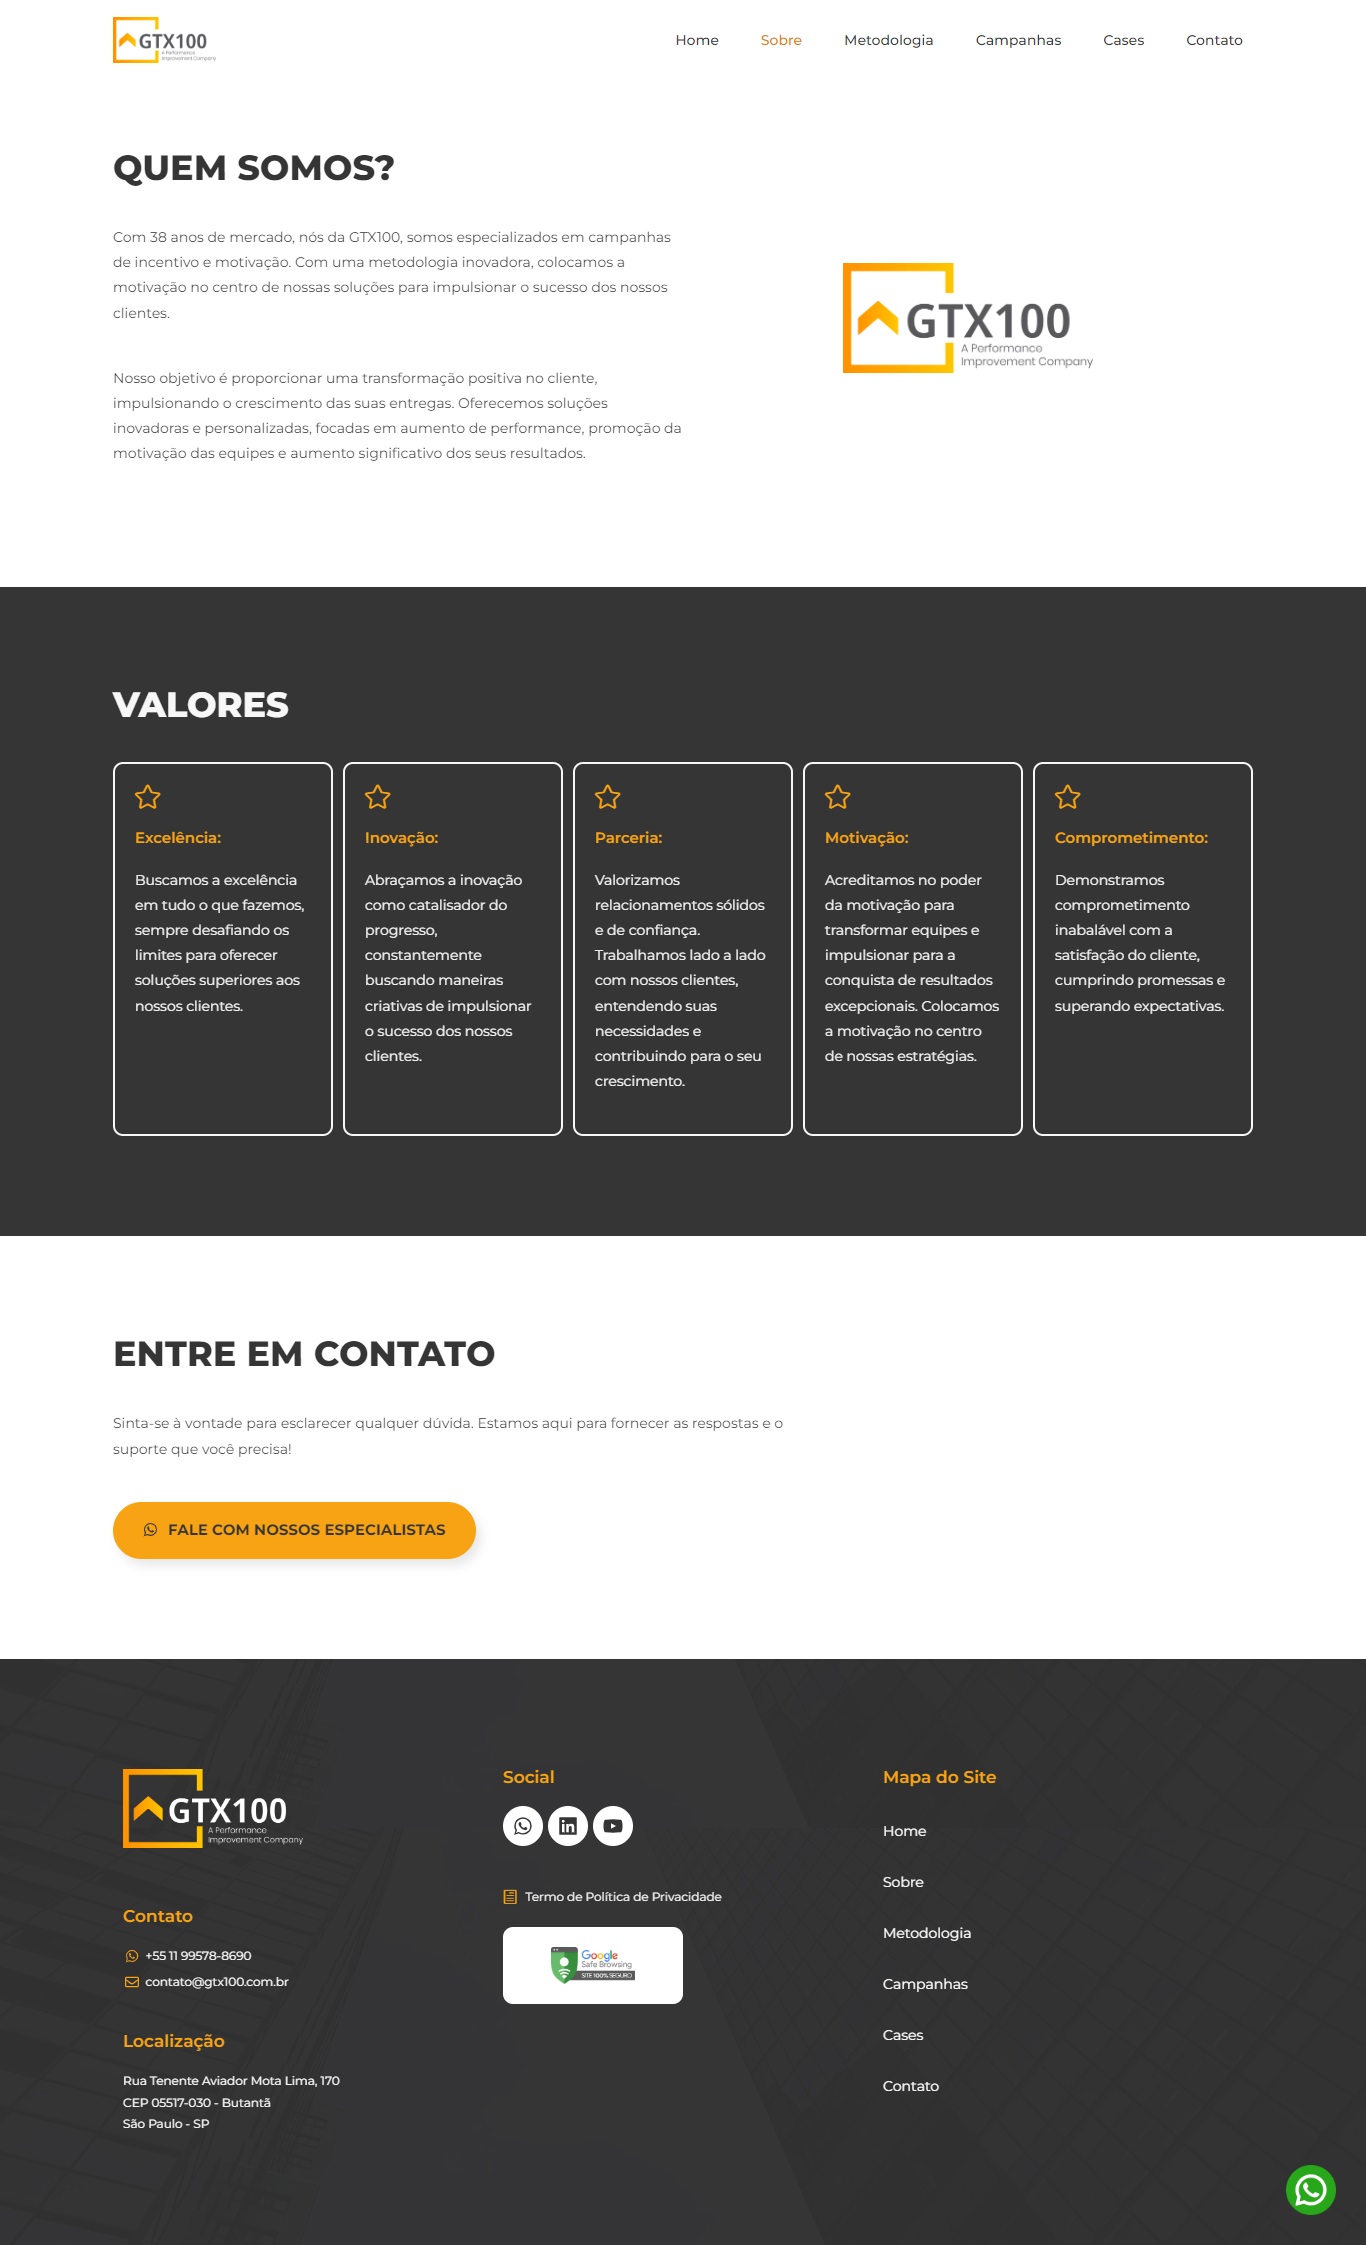 GTX100
A Performance
Improvement Company
Home
Sobre
Metodologia
Campanhas
Cases
Contato
QUEM SOMOS?
Com 38 anos de mercado, nós da GTX100, somos especializados em campanhas
de incentivo e motivação. Com uma metodologia inovadora, colocamos a
motivação no centro de nossas soluções para impulsionar o sucesso dos nossos
clientes.
Nosso objetivo é proporcionar uma transformação positiva no cliente,
impulsionando o crescimento das suas entregas. Oferecemos soluções
inovadoras e personalizadas, focadas em aumento de performance, promoção da
motivação das equipes e aumento significativo dos seus resultados.
GTX100
A Performance
Improvement Company
VALORES
Excelência:
Buscamos a excelência
em tudo o que fazemos,
sempre desafiando os
limites para oferecer
soluções superiores aos
nossos clientes.
Inovação:
Abraçamos a inovação
como catalisador do
progresso,
constantemente
buscando maneiras
criativas de impulsionar
o sucesso dos nossos
clientes.
Parceria:
Valorizamos
relacionamentos sólidos
e de confiança.
Trabalhamos lado a lado
com nossos clientes,
entendendo suas
necessidades e
contribuindo para o seu
crescimento.
Motivação:
Acreditamos no poder
da motivação para
transformar equipes e
impulsionar para a
conquista de resultados
excepcionais. Colocamos
a motivação no centro
de nossas estratégias.
Comprometimento:
Demonstramos
comprometimento
inabalável com a
satisfação do cliente,
cumprindo promessas e
superando expectativas.
ENTRE EM CONTATO
Sinta-se à vontade para esclarecer qualquer dúvida. Estamos aqui para fornecer as respostas e o
suporte que você precisa!
FALE COM NOSSOS ESPECIALISTAS
GTX100
A Performance
Improvement Company
Contato
+55 11 99578-8690
contato@gtx100.com.br
Localização
Rua Tenente Aviador Mota Lima, 170
CEP 05517-030 - Butantã
São Paulo - SP
Social
Termo de Política de Privacidade
Google
Safe Browsing
SITE 100% SEGURO
Mapa do Site
Home
Sobre
Metodologia
Campanhas
Cases
Contato